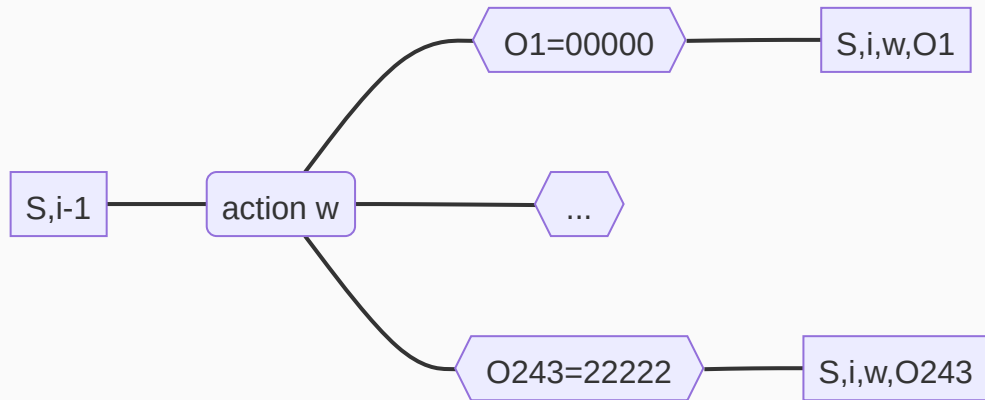 O1=00000
S,i,w,O1
S,i-1
action w
...
O243=22222
S,i,w,O243